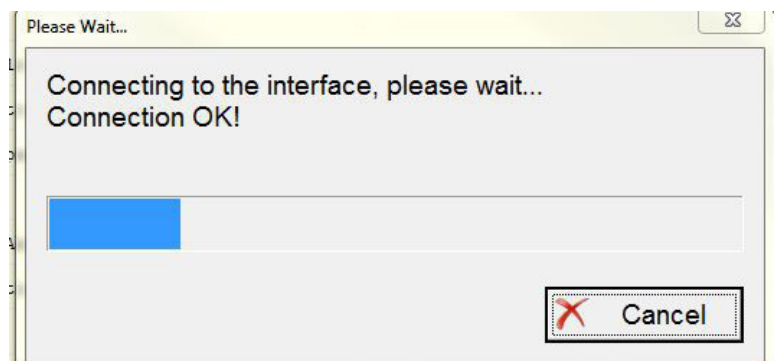 Please Wait...
Connecting to the interface, please wait...
Connection OK!
Cancel